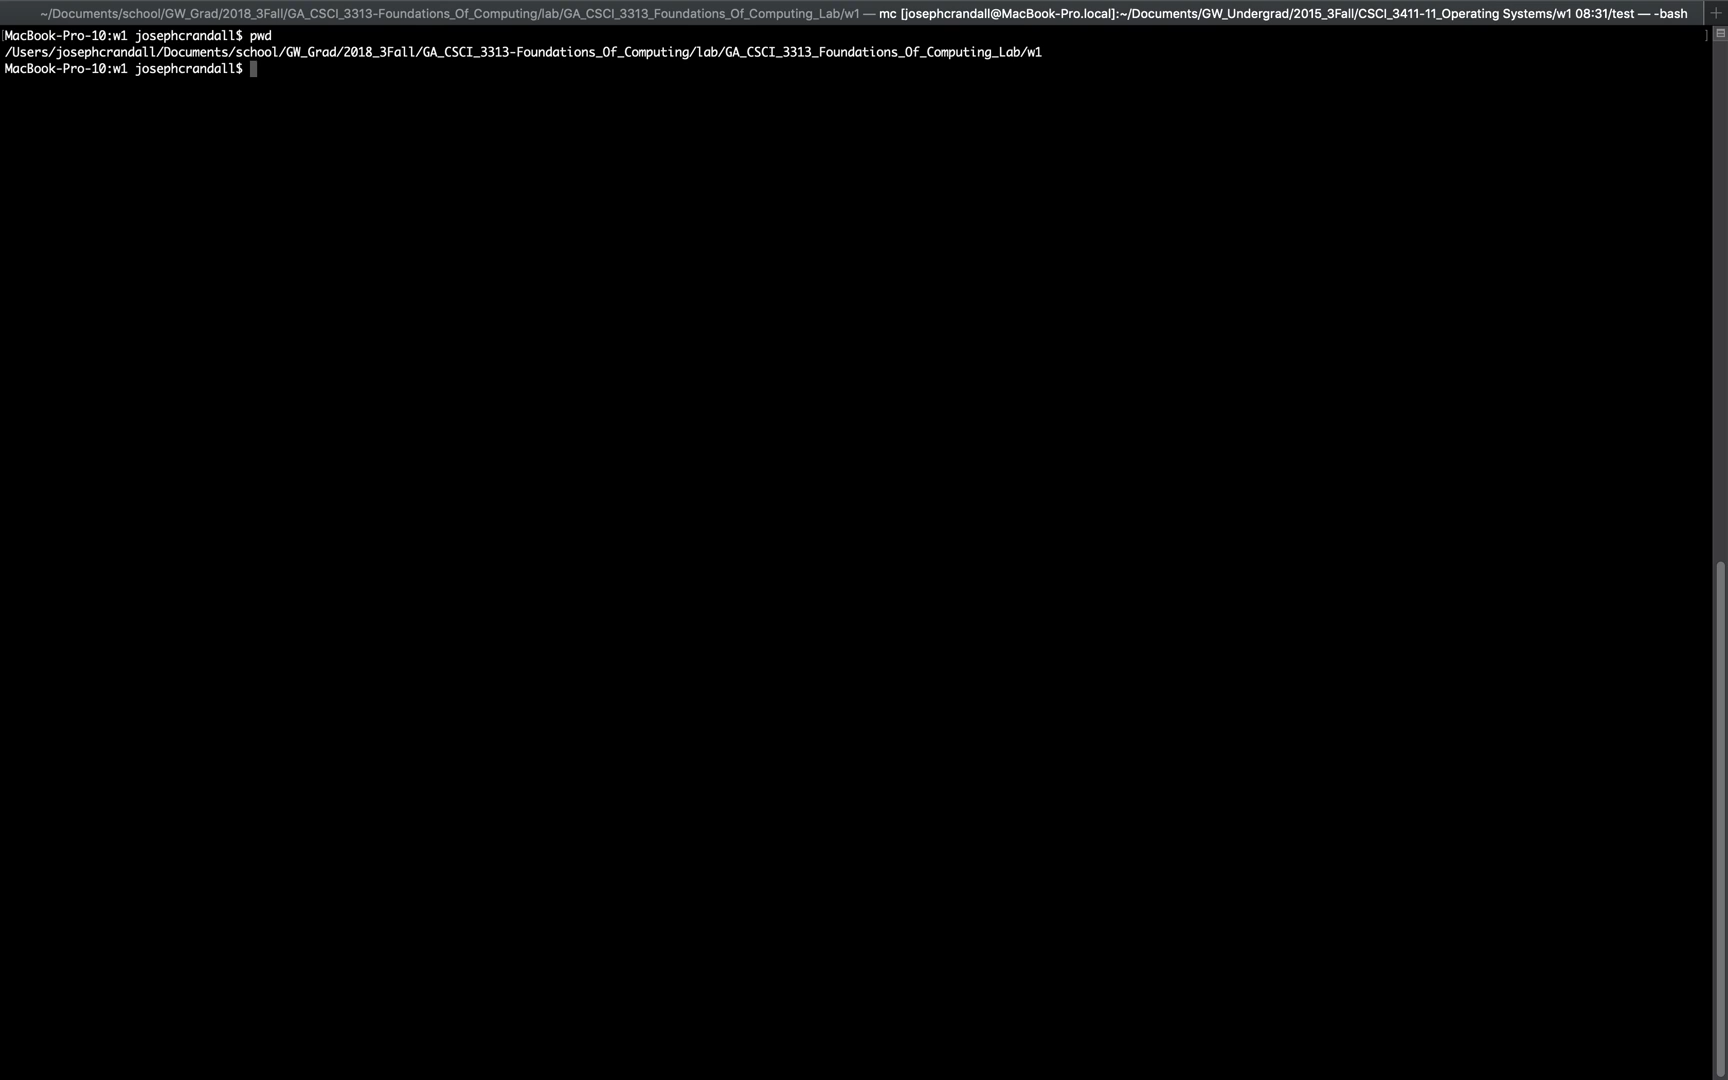 ~/Documents/school/GW_Grad/2018_3Fall/GA_CSCI_3313-Foundations_Of_Computing/lab/GA_CSCI_3313_Foundations_Of_Computing_Lab/w1 — mc [josephcrandall@MacBook-Pro.local]:~/Documents/GW_Undergrad/2015_3Fall/CSCI_3411-11_Operating Systems/w1 08:31/test — -bash
[MacBook-Pro-10:w1 josephcrandall$ pwd ]
/Users/josephcrandall/Documents/school/GW_Grad/2018_3Fall/GA_CSCI_3313-Foundations_Of_Computing/lab/GA_CSCI_3313_Foundations_Of_Computing_Lab/w1
MacBook-Pro-10:w1 josephcrandall$